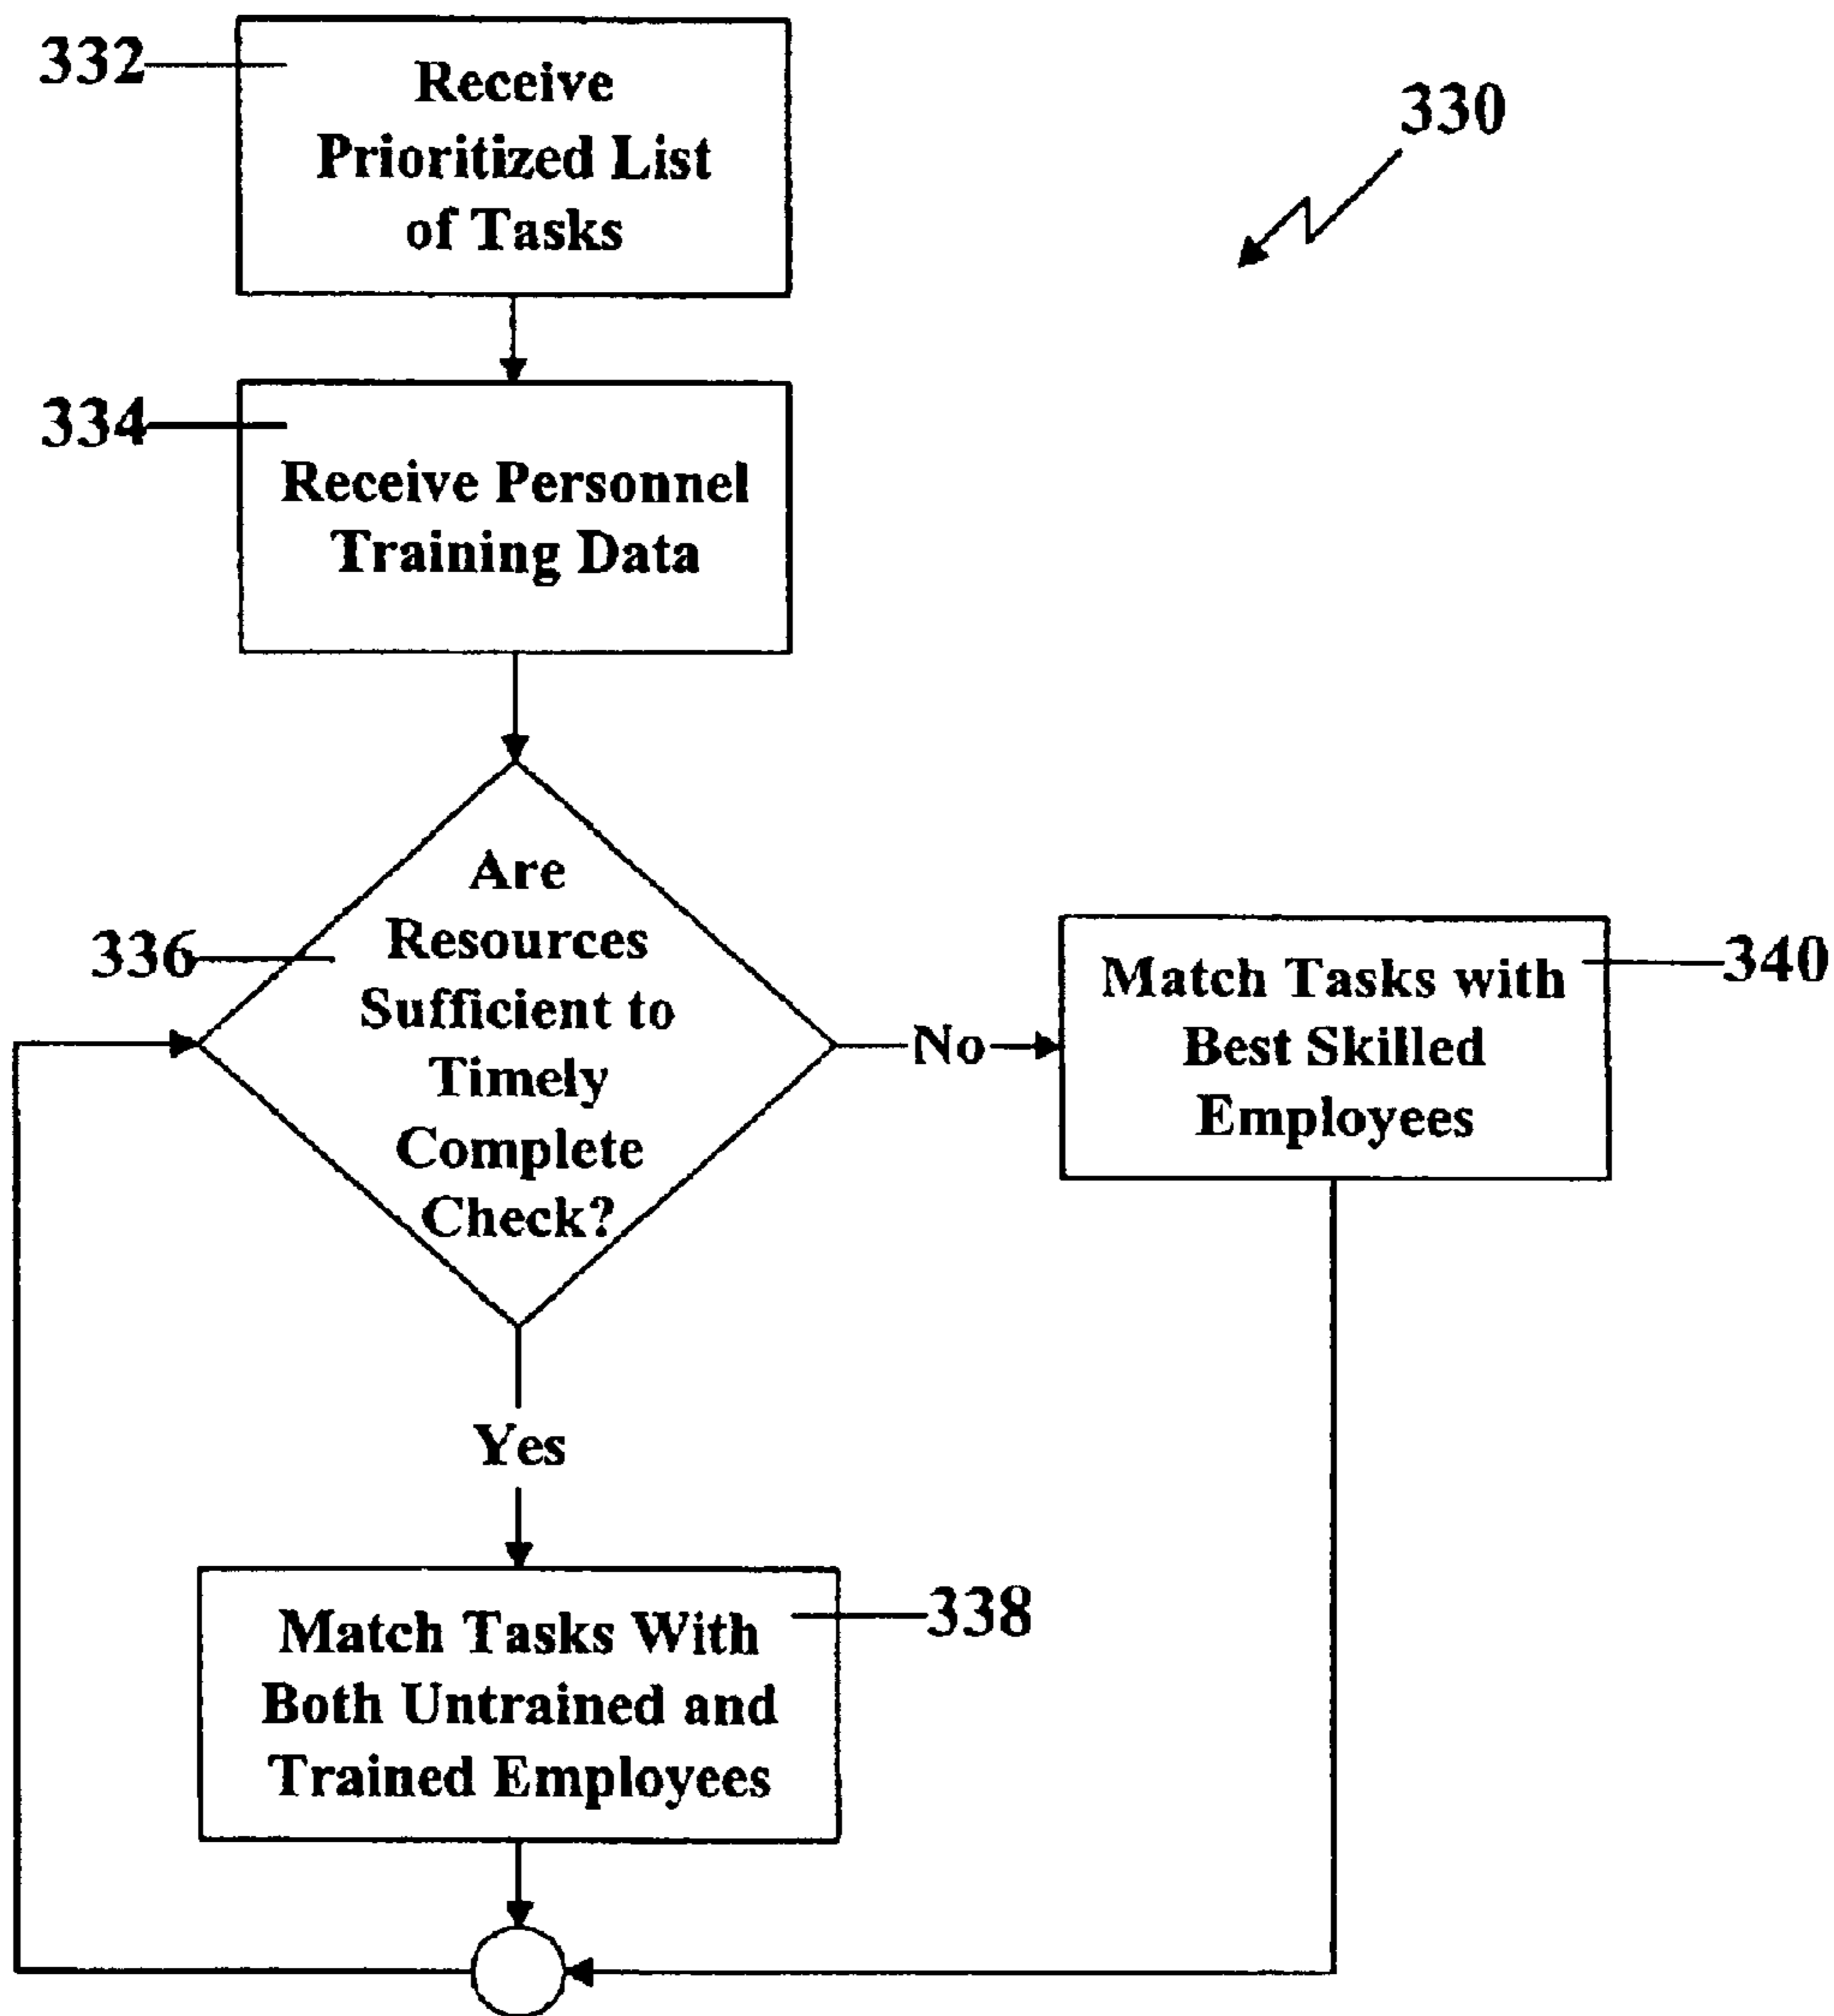 332
Receive
Prioritized List
of Tasks
330
334
Receive Personnel
Training Data
336
Are
Resources
Sufficient to
Timely
Complete
Check?
No
Match Tasks with
Best Skilled
Employees
340
Yes
Match Tasks With
Both Untrained and
Trained Employees
338